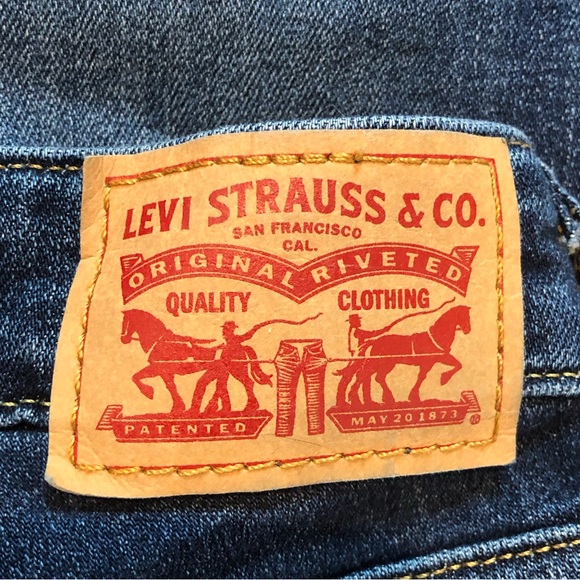 LEVI STRAUSS & CO.
SAN FRANCISCO
CAL.
ORIGINAL RIVETED
QUALITY CLOTHING
PATENTED MAY 20 1873 ®